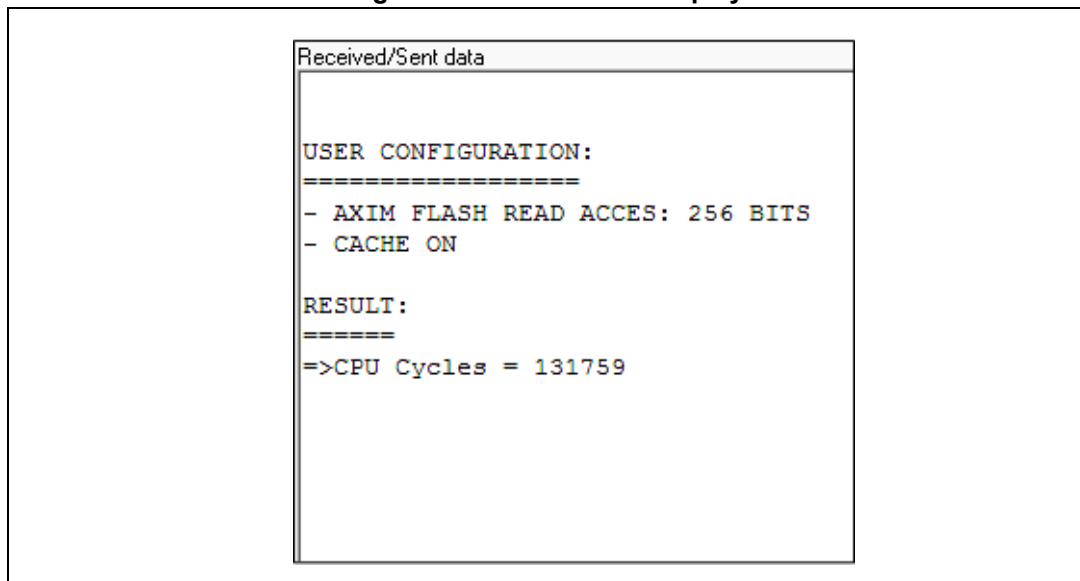 Received/Sent data
USER CONFIGURATION:
==================
- AXIM FLASH READ ACCES: 256 BITS
- CACHE ON
RESULT:
======
=>CPU Cycles = 131759